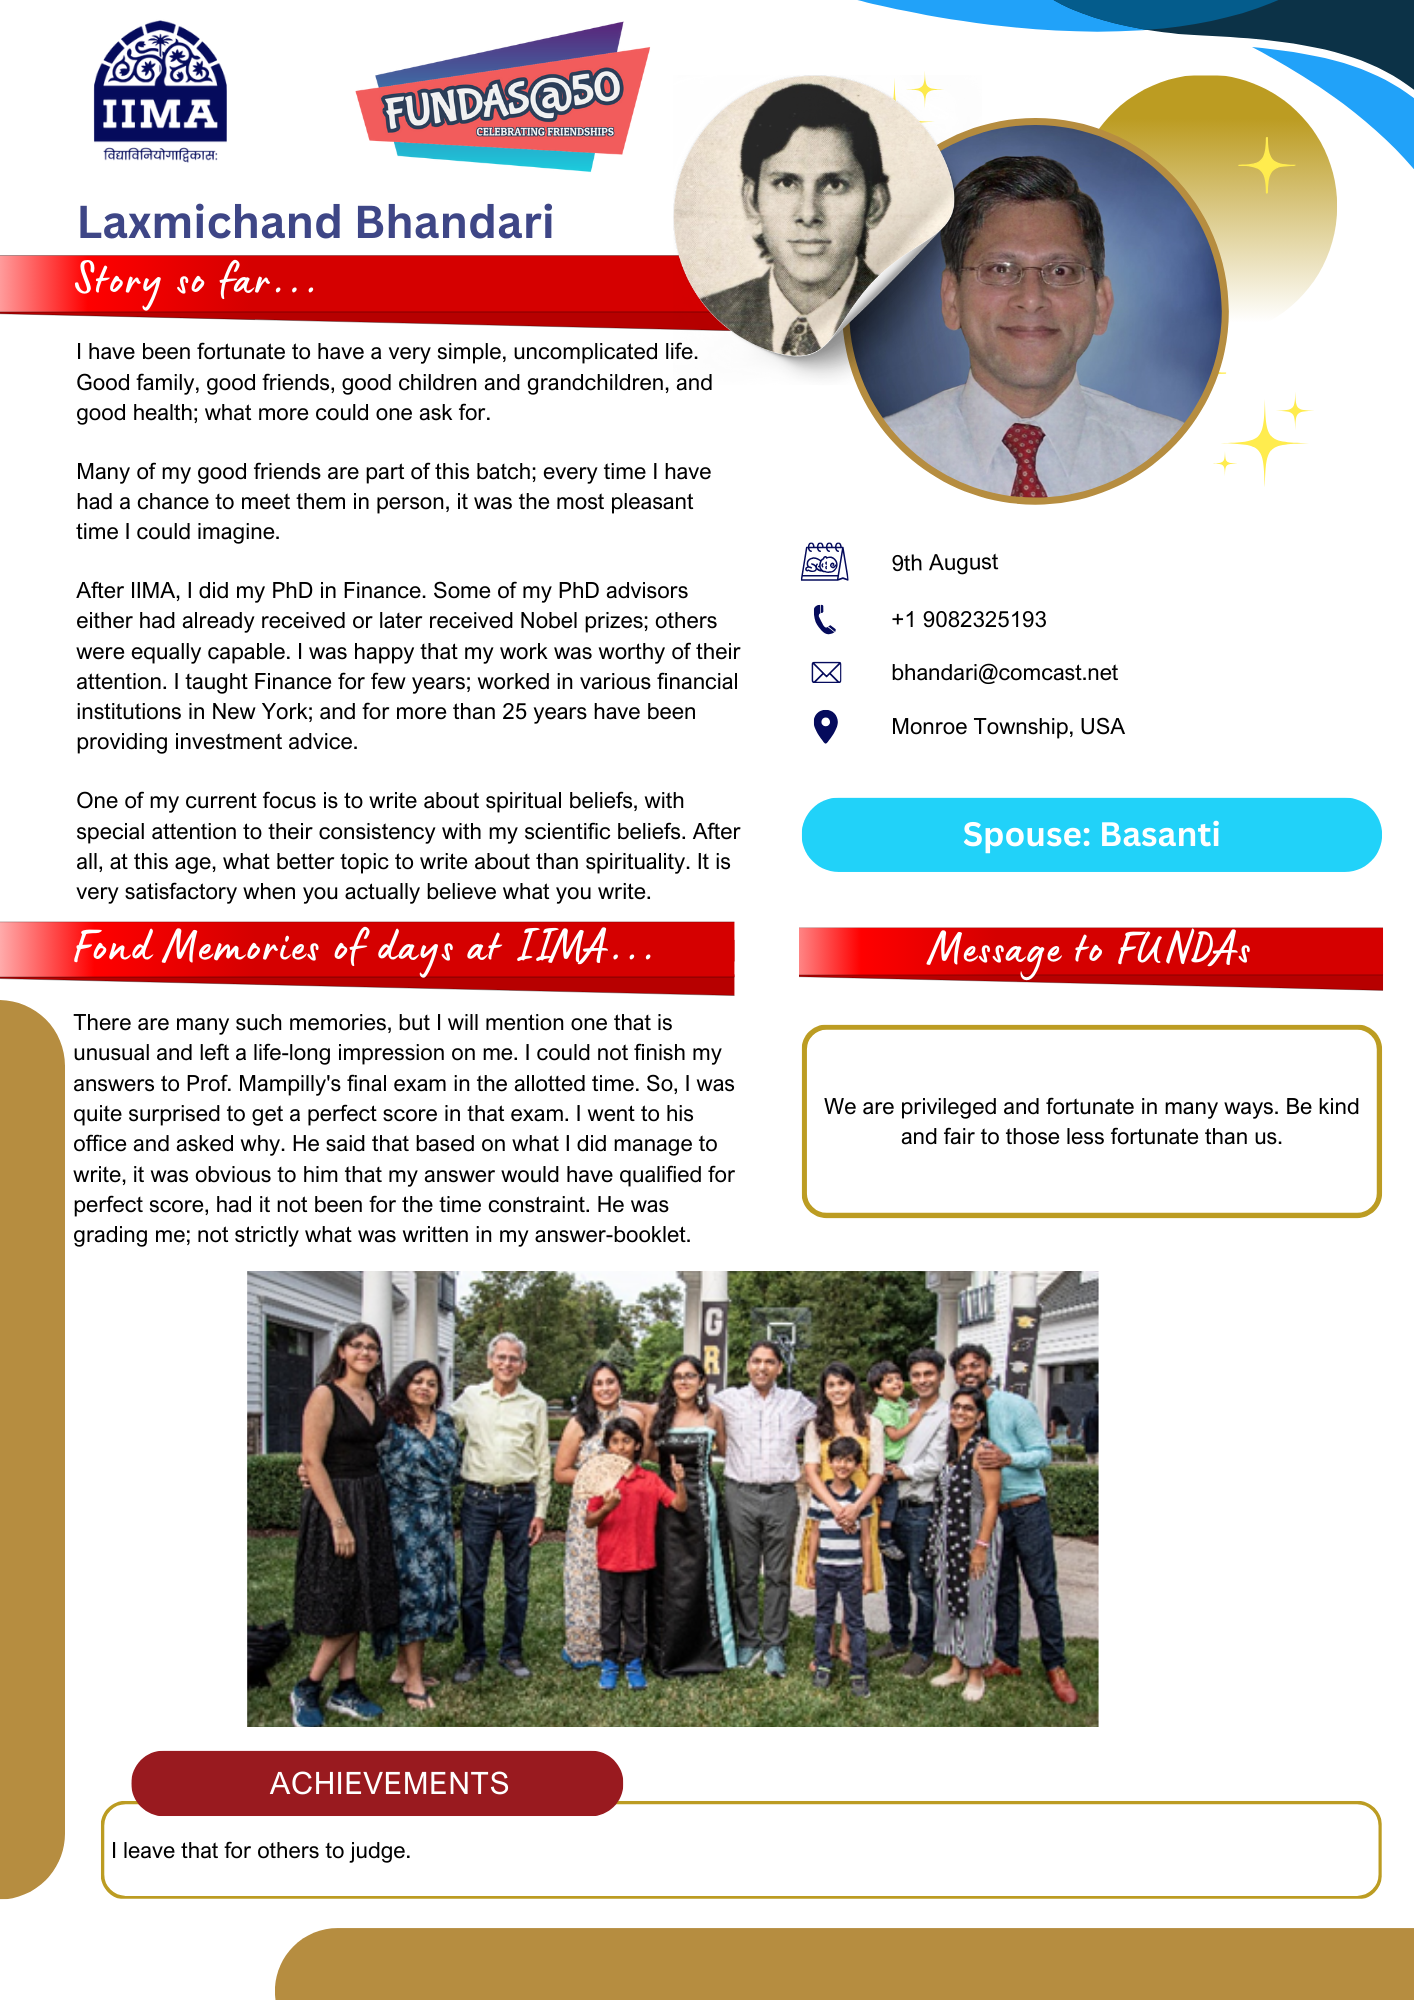 IIMA
विद्याविनियोगाद्विकास:
FUNDAS@50
CELEBRATING FRIENDSHIPS
Laxmichand Bhandari
Story so far...
I have been fortunate to have a very simple, uncomplicated life.
Good family, good friends, good children and grandchildren, and
good health; what more could one ask for.
Many of my good friends are part of this batch; every time I have
had a chance to meet them in person, it was the most pleasant
time I could imagine.
After IIMA, I did my PhD in Finance. Some of my PhD advisors
either had already received or later received Nobel prizes; others
were equally capable. I was happy that my work was worthy of their
attention. I taught Finance for few years; worked in various financial
institutions in New York; and for more than 25 years have been
providing investment advice.
One of my current focus is to write about spiritual beliefs, with
special attention to their consistency with my scientific beliefs. After
all, at this age, what better topic to write about than spirituality. It is
very satisfactory when you actually believe what you write.
9th August
+1 9082325193
bhandari@comcast.net
Monroe Township, USA
Spouse: Basanti
Fond Memories of days at IIMA...
There are many such memories, but I will mention one that is
unusual and left a life-long impression on me. I could not finish my
answers to Prof. Mampilly's final exam in the allotted time. So, I was
quite surprised to get a perfect score in that exam. I went to his
office and asked why. He said that based on what I did manage to
write, it was obvious to him that my answer would have qualified for
perfect score, had it not been for the time constraint. He was
grading me; not strictly what was written in my answer-booklet.
Message to FUNDAs
We are privileged and fortunate in many ways. Be kind
and fair to those less fortunate than us.
G
R
ACHIEVEMENTS
I leave that for others to judge.